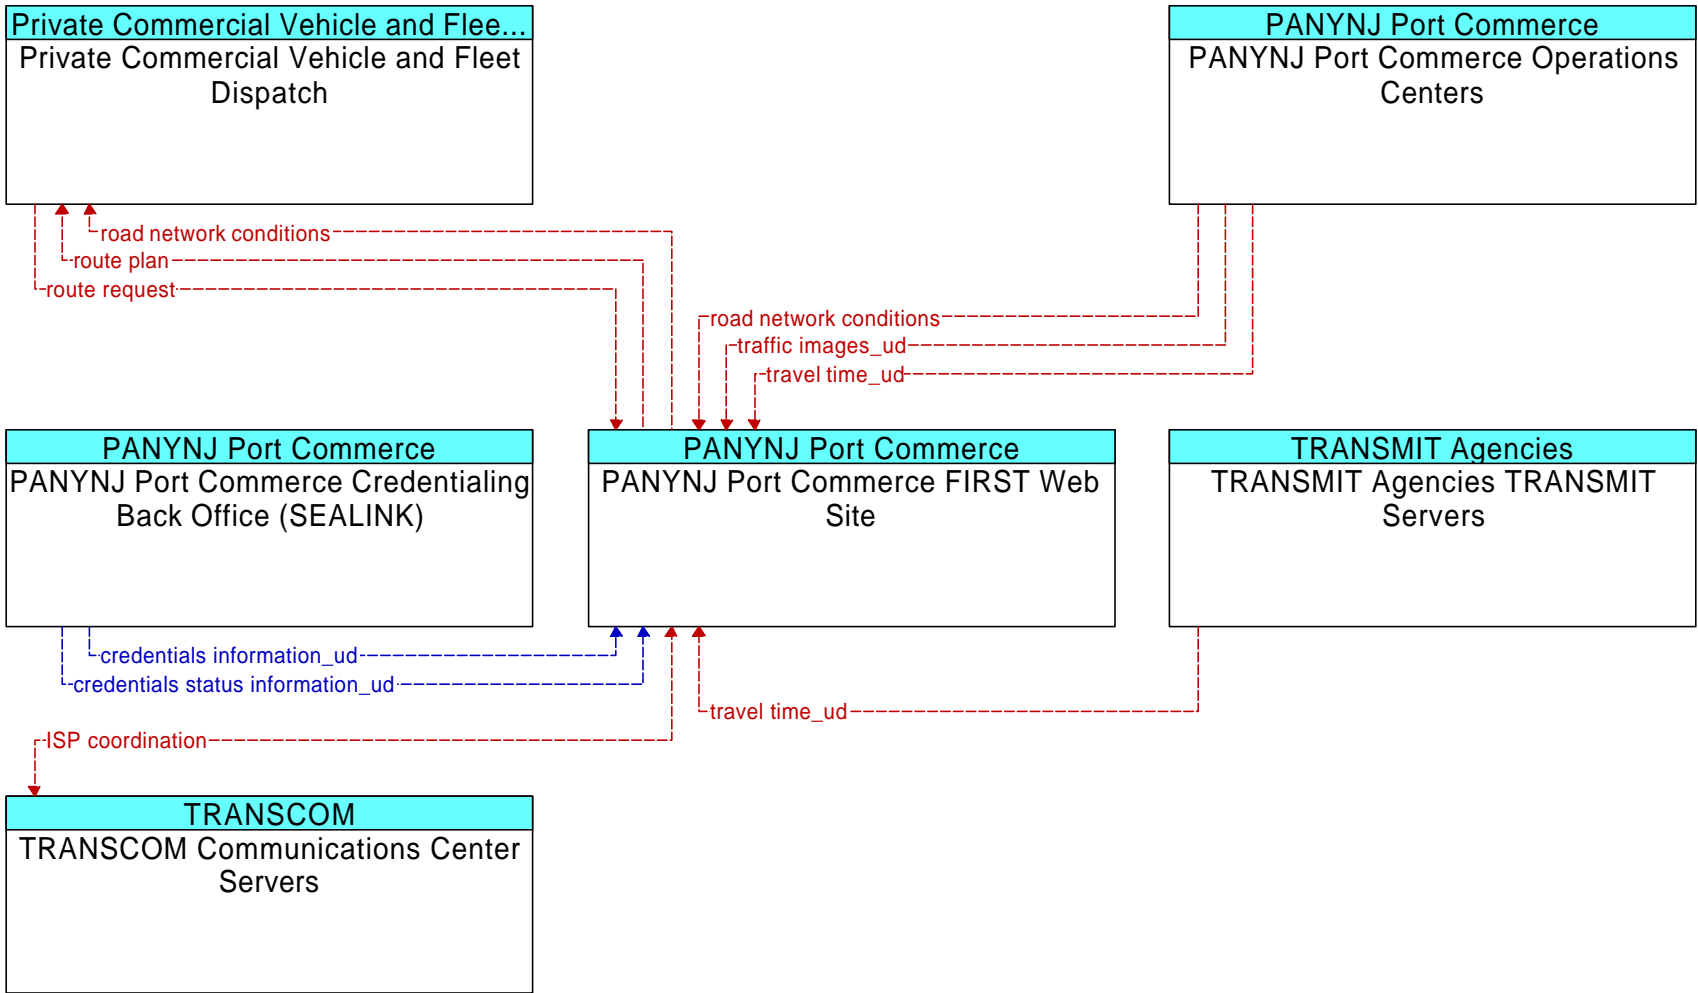 Private Commercial Vehicle and Flee...
Private Commercial Vehicle and Fleet
Dispatch
PANYNJ Port Commerce
PANYNJ Port Commerce Operations
Centers
road network conditions
route plan
route request
road network conditions
traffic images_ud
travel time_ud
PANYNJ Port Commerce
PANYNJ Port Commerce Credentialing
Back Office (SEALINK)
PANYNJ Port Commerce
PANYNJ Port Commerce FIRST Web
Site
TRANSMIT Agencies
TRANSMIT Agencies TRANSMIT
Servers
credentials information_ud
credentials status information_ud
travel time_ud
ISP coordination
TRANSCOM
TRANSCOM Communications Center
Servers